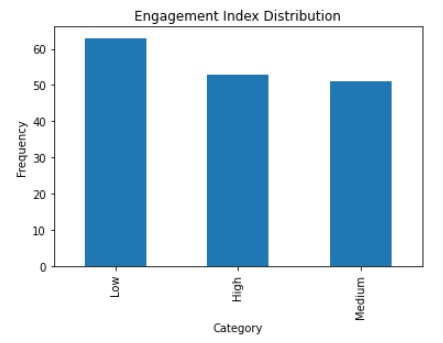 Engagement Index Distribution
60
50
40
30
20
10
0
Frequency
Low
High
Medium
Category